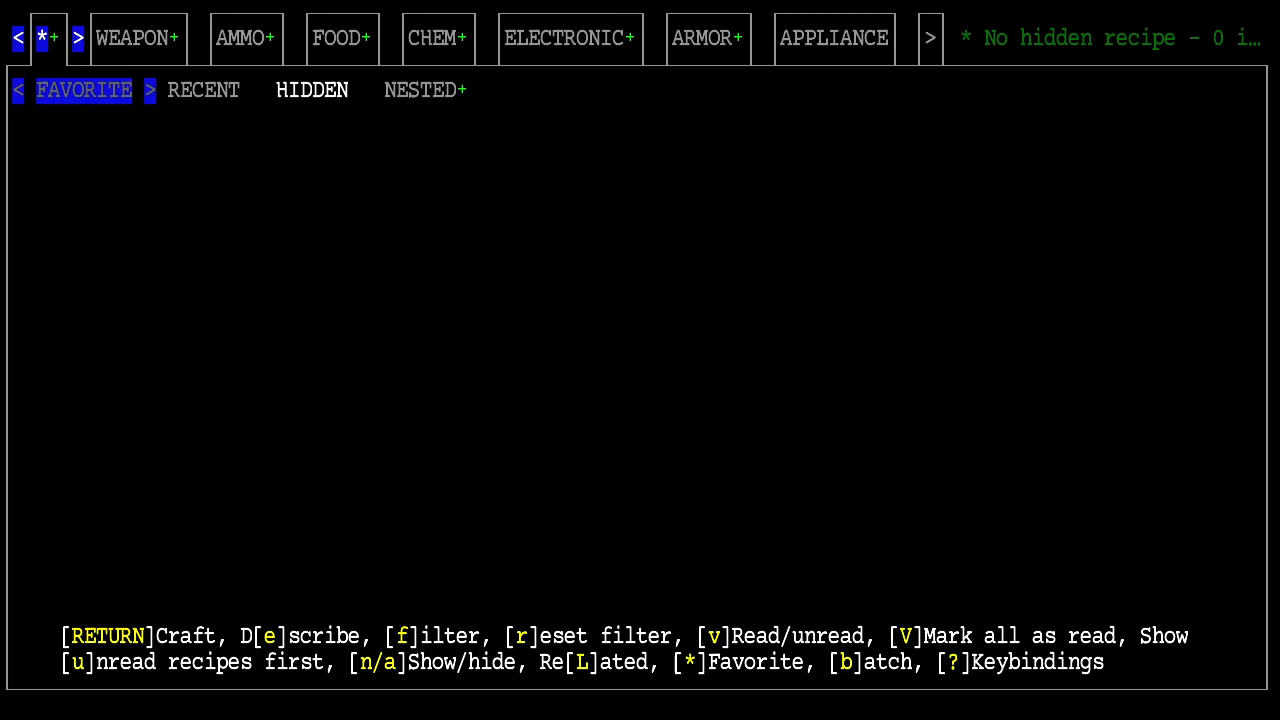 < *+ > WEAPON+ AMMO+ FOOD+ CHEM+ ELECTRONIC+ ARMOR+ APPLIANCE > * No hidden recipe - 0 i…
< FAVORITE > RECENT HIDDEN NESTED+
[RETURN]Craft, D[e]scribe, [f]ilter, [r]eset filter, [v]Read/unread, [V]Mark all as read, Show
[u]nread recipes first, [n/a]Show/hide, Re[L]ated, [*]Favorite, [b]atch, [?]Keybindings